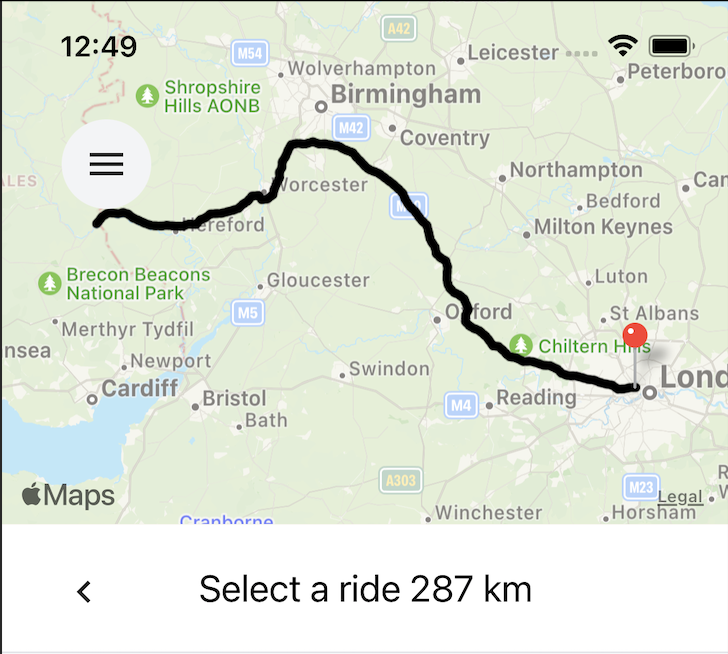 12:49
A42
M54
Leicester
Wolverhampton
Peterboro
Shropshire
Hills AONB
Birmingham
M42
Coventry
ALES
Northampton
Can
Worcester
Bedford
Hereford
Milton Keynes
Brecon Beacons
National Park
Gloucester
Luton
M5
Oxford
St Albans
Merthyr Tydfil
Chiltern Hills
nsea
Newport
Swindon
Cardiff
Bristol
Reading
Lond
M4
Bath
A303
M23
Maps
Legal
R
W
Winchester
Horsham
Cranborne
Select a ride 287 km